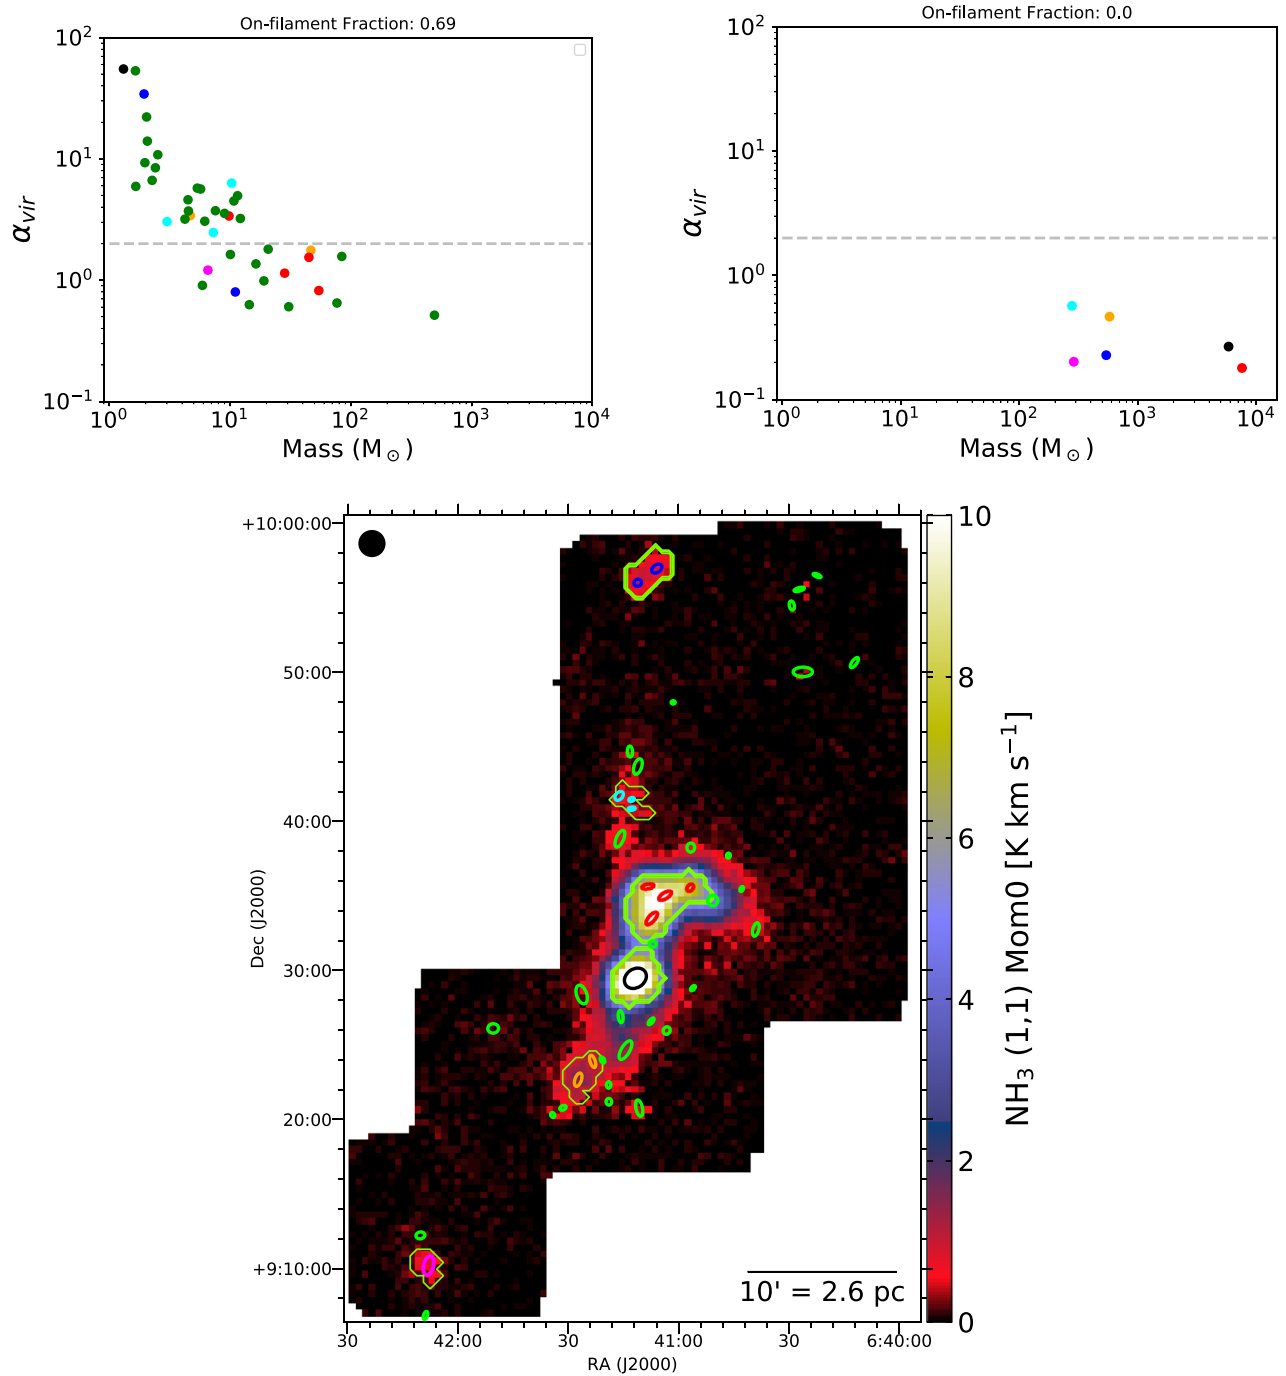 On-filament Fraction: 0.69
10²
10¹
10⁰
10⁻¹
α_vir
10⁰ 10¹ 10² 10³ 10⁴
Mass (M⊙)
On-filament Fraction: 0.0
10²
10¹
10⁰
10⁻¹
α_vir
10⁰ 10¹ 10² 10³ 10⁴
Mass (M⊙)
+10:00:00
50:00
40:00
30:00
20:00
+9:10:00
Dec (J2000)
10' = 2.6 pc
30 42:00 30 41:00 30 6:40:00
RA (J2000)
10
8
6
4
2
0
NH₃ (1,1) Mom0 [K km s⁻¹]